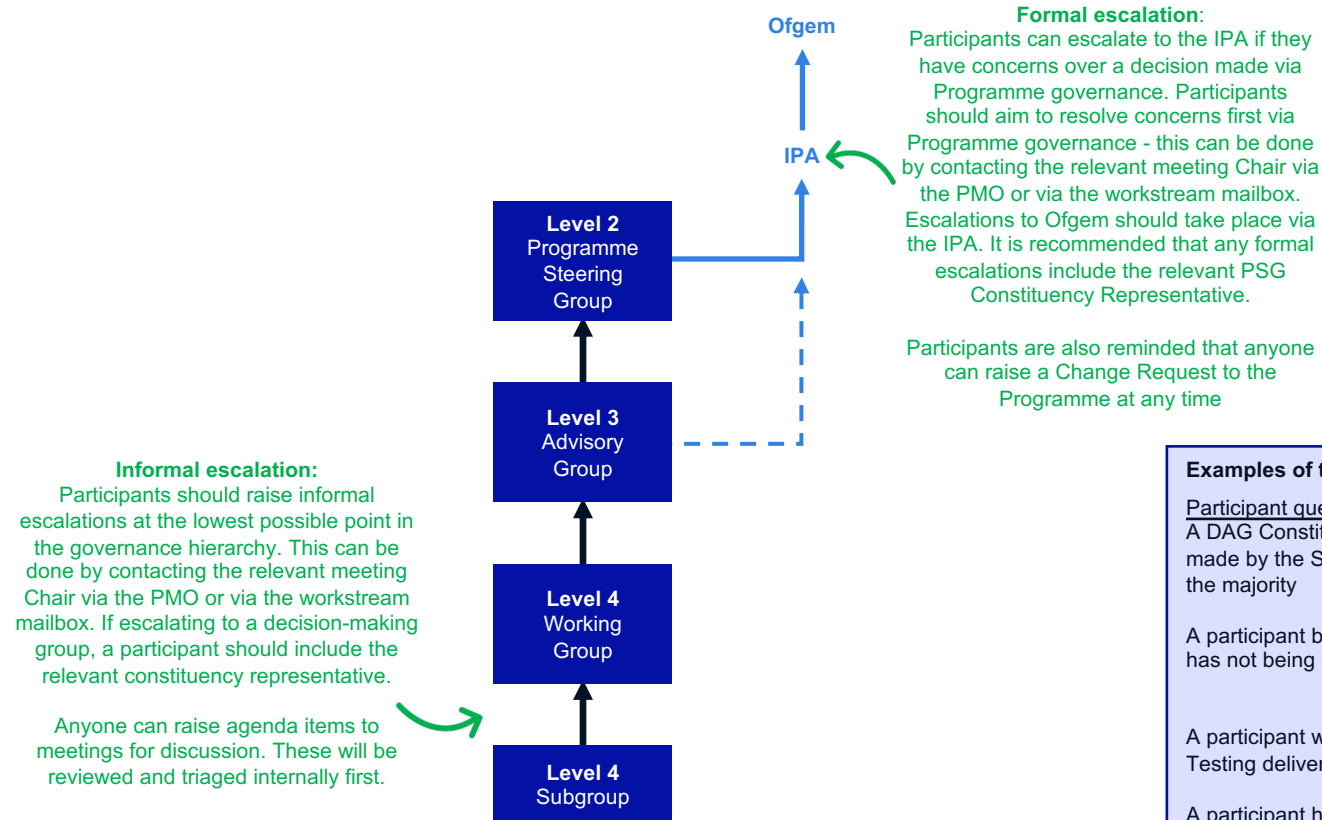 Ofgem
IPA
Formal escalation:
Participants can escalate to the IPA if they
have concerns over a decision made via
Programme governance. Participants
should aim to resolve concerns first via
Programme governance - this can be done
by contacting the relevant meeting Chair via
the PMO or via the workstream mailbox.
Escalations to Ofgem should take place via
the IPA. It is recommended that any formal
escalations include the relevant PSG
Constituency Representative.
Participants are also reminded that anyone
can raise a Change Request to the
Programme at any time
Level 2
Programme
Steering
Group
Level 3
Advisory
Group
Level 4
Working
Group
Level 4
Subgroup
Informal escalation:
Participants should raise informal
escalations at the lowest possible point in
the governance hierarchy. This can be
done by contacting the relevant meeting
Chair via the PMO or via the workstream
mailbox. If escalating to a decision-making
group, a participant should include the
relevant constituency representative.
Anyone can raise agenda items to
meetings for discussion. These will be
reviewed and triaged internally first.
Examples of
Participant
A DAG
made by the
the majority
A participant
has not being
A participant
Testing
A participant